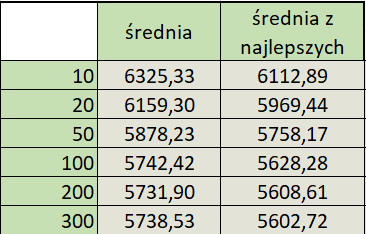 średnia średnia z
najlepszych
10 6325,33 6112,89
20 6159,30 5969,44
50 5878,23 5758,17
100 5742,42 5628,28
200 5731,90 5608,61
300 5738,53 5602,72